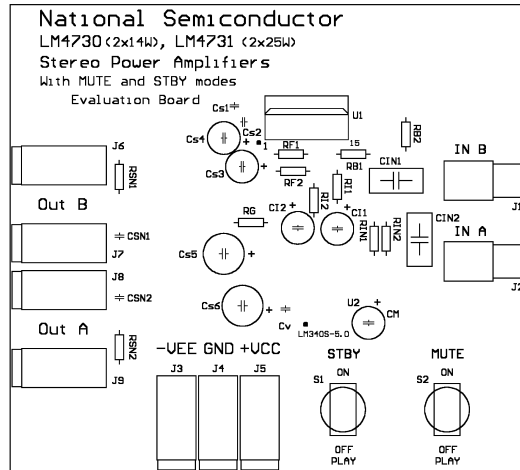 National Semiconductor
LM4730 (2x14W), LM4731 (2x25W)
Stereo Power Amplifiers
With MUTE and STBY modes
Evaluation Board
Cs1
U1
Cs2
Cs4
1
J6
RF1
15
RB2
IN B
RB1
CIN1
Cs3
RF2
RSN1
RI1
RI2
J1
Out B
CI2
CI1
CIN2
RG
RIN1
RIN2
IN A
CSN1
J7
Cs5
J8
J2
CSN2
Cs6
U2
Cv
CM
Out A
LM340S-5.0
RSN2
-VEE GND +VCC
STBY
MUTE
J3
J4
J5
ON
ON
J9
S1
S2
OFF
OFF
PLAY
PLAY